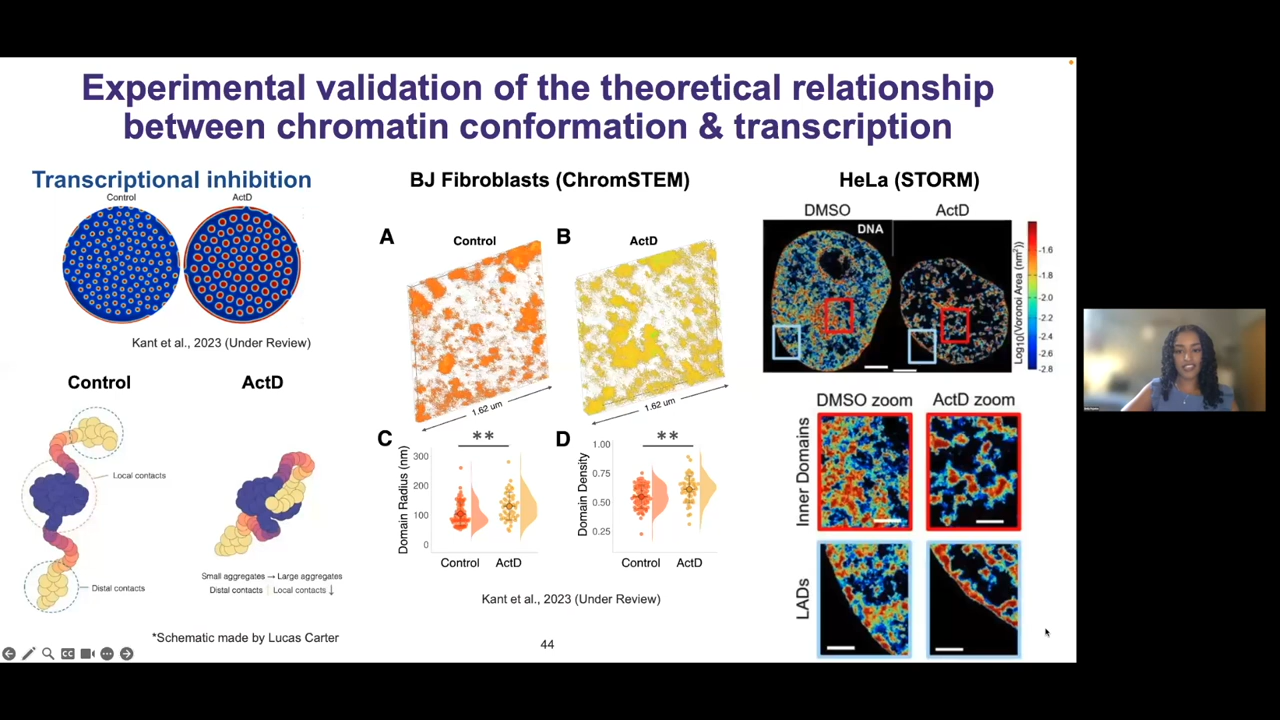 Experimental validation of the theoretical relationship
between chromatin conformation & transcription
Transcriptional inhibition
Control
ActD
Kant et al., 2023 (Under Review)
Control
ActD
Local contacts
Distal contacts
Small aggregates → Large aggregates
Distal contacts
Local contacts ↓
*Schematic made by Lucas Carter
BJ Fibroblasts (ChromSTEM)
A
Control
B
ActD
1.62 um
1.62 um
C
**
Domain Radius (nm)
300
200
100
0
Control
ActD
D
**
Domain Density
1.00
0.75
0.50
0.25
Control
ActD
Kant et al., 2023 (Under Review)
44
HeLa (STORM)
DMSO
ActD
DNA
Log10(Voronoi Area (nm²))
-1.6
-1.8
-2.0
-2.2
-2.4
-2.6
-2.8
DMSO zoom
ActD zoom
Inner Domains
LADs
CC